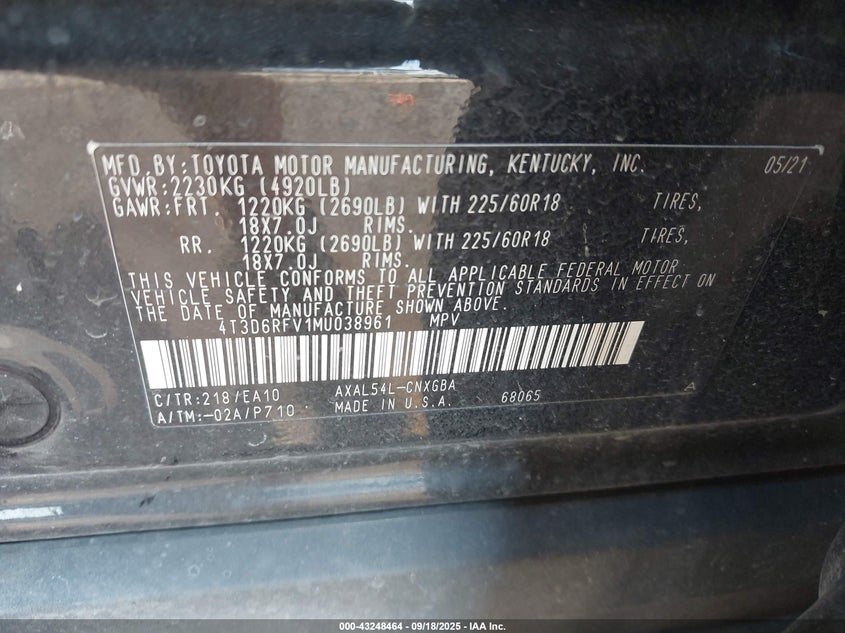 MFD.BY:TOYOTA MOTOR MANUFACTURING, KENTUCKY, INC. 05/21
GVWR:2230KG (4920LB)
GAWR:FRT. 1220KG (2690LB) WITH 225/60R18 TIRES,
18X7.0J RIMS.
RR. 1220KG (2690LB) WITH 225/60R18 TIRES,
18X7.0J RIMS.
THIS VEHICLE CONFORMS TO ALL APPLICABLE FEDERAL MOTOR
VEHICLE SAFETY AND THEFT PREVENTION STANDARDS IN EFFECT ON
THE DATE OF MANUFACTURE SHOWN ABOVE.
4T3D6RFV1MU038961 MPV
C/TR:218/EA10 AXAL54L-CNXGBA A
A/TM:-02A/P710 MADE IN U.S.A. 68065
000-43248464 - 09/18/2025 - IAA Inc.